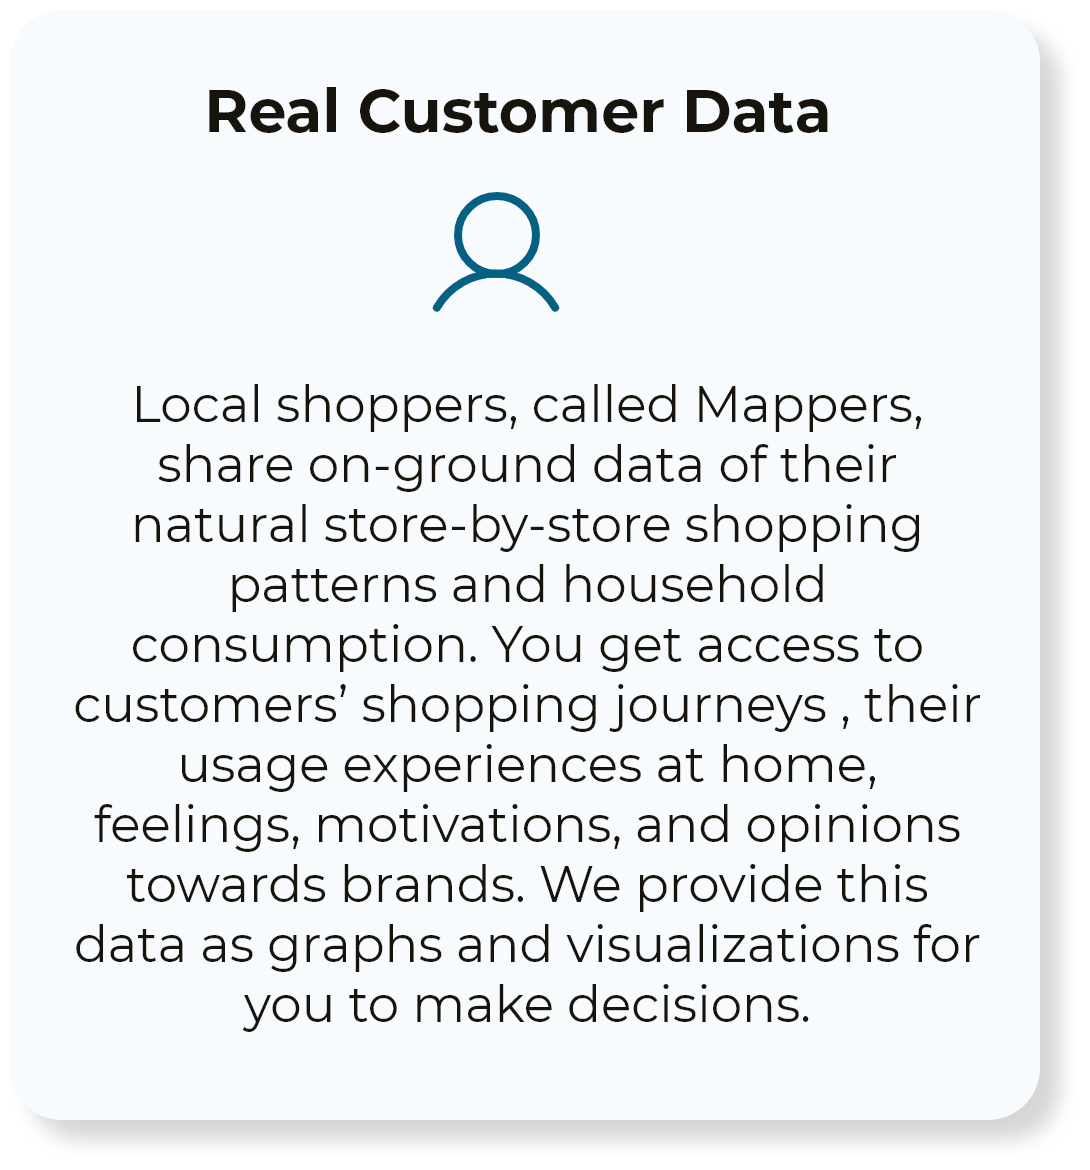 Real Customer Data
Local shoppers, called Mappers,
share on-ground data of their
natural store-by-store shopping
patterns and household
consumption. You get access to
customers’ shopping journeys , their
usage experiences at home,
feelings, motivations, and opinions
towards brands. We provide this
data as graphs and visualizations for
you to make decisions.